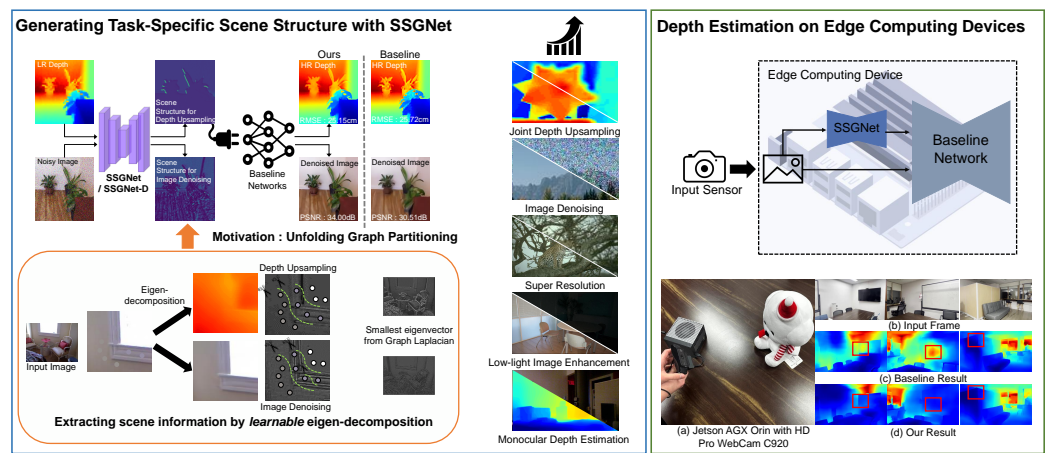 Generating Task-Specific Scene Structure with SSGNet
Ours
Baseline
LR Depth
Scene
Structure for
Depth Upsampling
HR Depth
RMSE : 25.15cm
HR Depth
RMSE : 25.72cm
Noisy Image
SSGNet
/ SSGNet-D
Scene
Structure for
Image Denoising
Baseline
Networks
Denoised Image
PSNR : 34.00dB
Denoised Image
PSNR : 30.51dB
Motivation : Unfolding Graph Partitioning
Input Image
Eigen-
decomposition
Depth Upsampling
Image Denoising
Smallest eigenvector
from Graph Laplacian
Extracting scene information by learnable eigen-decomposition
Joint Depth Upsampling
Image Denoising
Super Resolution
Low-light Image Enhancement
Monocular Depth Estimation
Depth Estimation on Edge Computing Devices
Edge Computing Device
SSGNet
Baseline
Network
Input Sensor
(a) Jetson AGX Orin with HD
Pro WebCam C920
(b) Input Frame
(c) Baseline Result
(d) Our Result